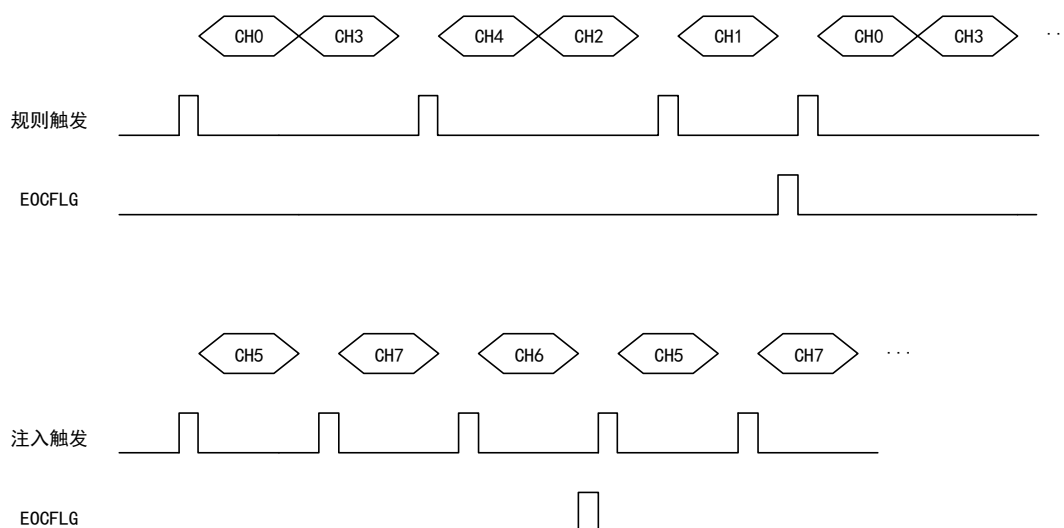 CH0 CH3 CH4 CH2 CH1 CH0 CH3 ··
规则触发
EOCFLG
CH5 CH7 CH6 CH5 CH7 ···
注入触发
EOCFLG